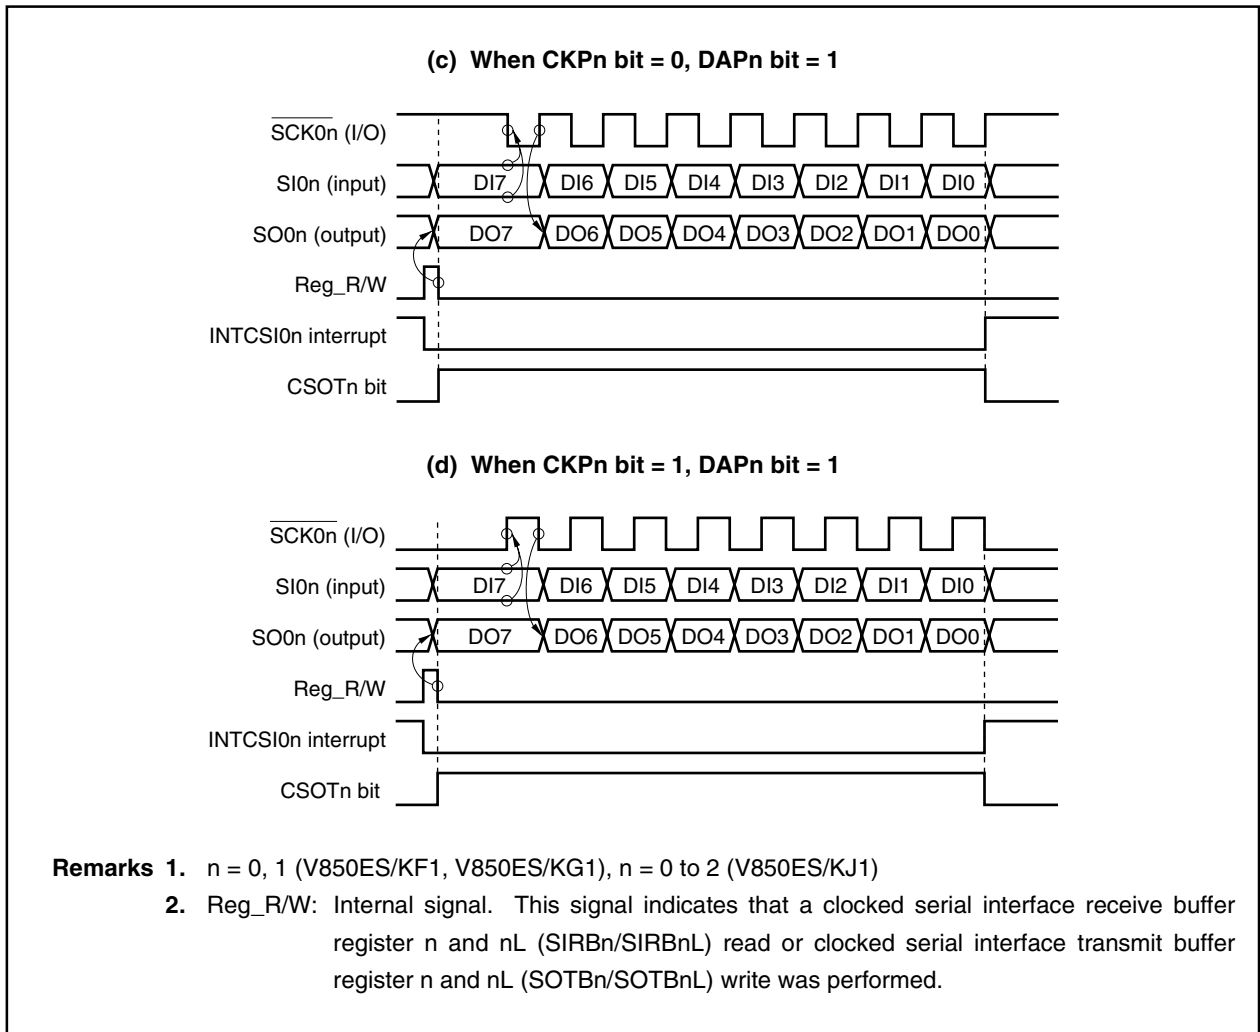 (c) When CKPn bit = 0, DAPn bit = 1
SCK0n (I/O)
SI0n (input) DI7 DI6 DI5 DI4 DI3 DI2 DI1 DI0
SO0n (output) DO7 DO6 DO5 DO4 DO3 DO2 DO1 DO0
Reg_R/W
INTCSI0n interrupt
CSOTn bit
(d) When CKPn bit = 1, DAPn bit = 1
SCK0n (I/O)
SI0n (input) DI7 DI6 DI5 DI4 DI3 DI2 DI1 DI0
SO0n (output) DO7 DO6 DO5 DO4 DO3 DO2 DO1 DO0
Reg_R/W
INTCSI0n interrupt
CSOTn bit
Remarks 1. n = 0, 1 (V850ES/KF1, V850ES/KG1), n = 0 to 2 (V850ES/KJ1)
2. Reg_R/W: Internal signal. This signal indicates that a clocked serial interface receive buffer
register n and nL (SIRBn/SIRBnL) read or clocked serial interface transmit buffer
register n and nL (SOTBn/SOTBnL) write was performed.